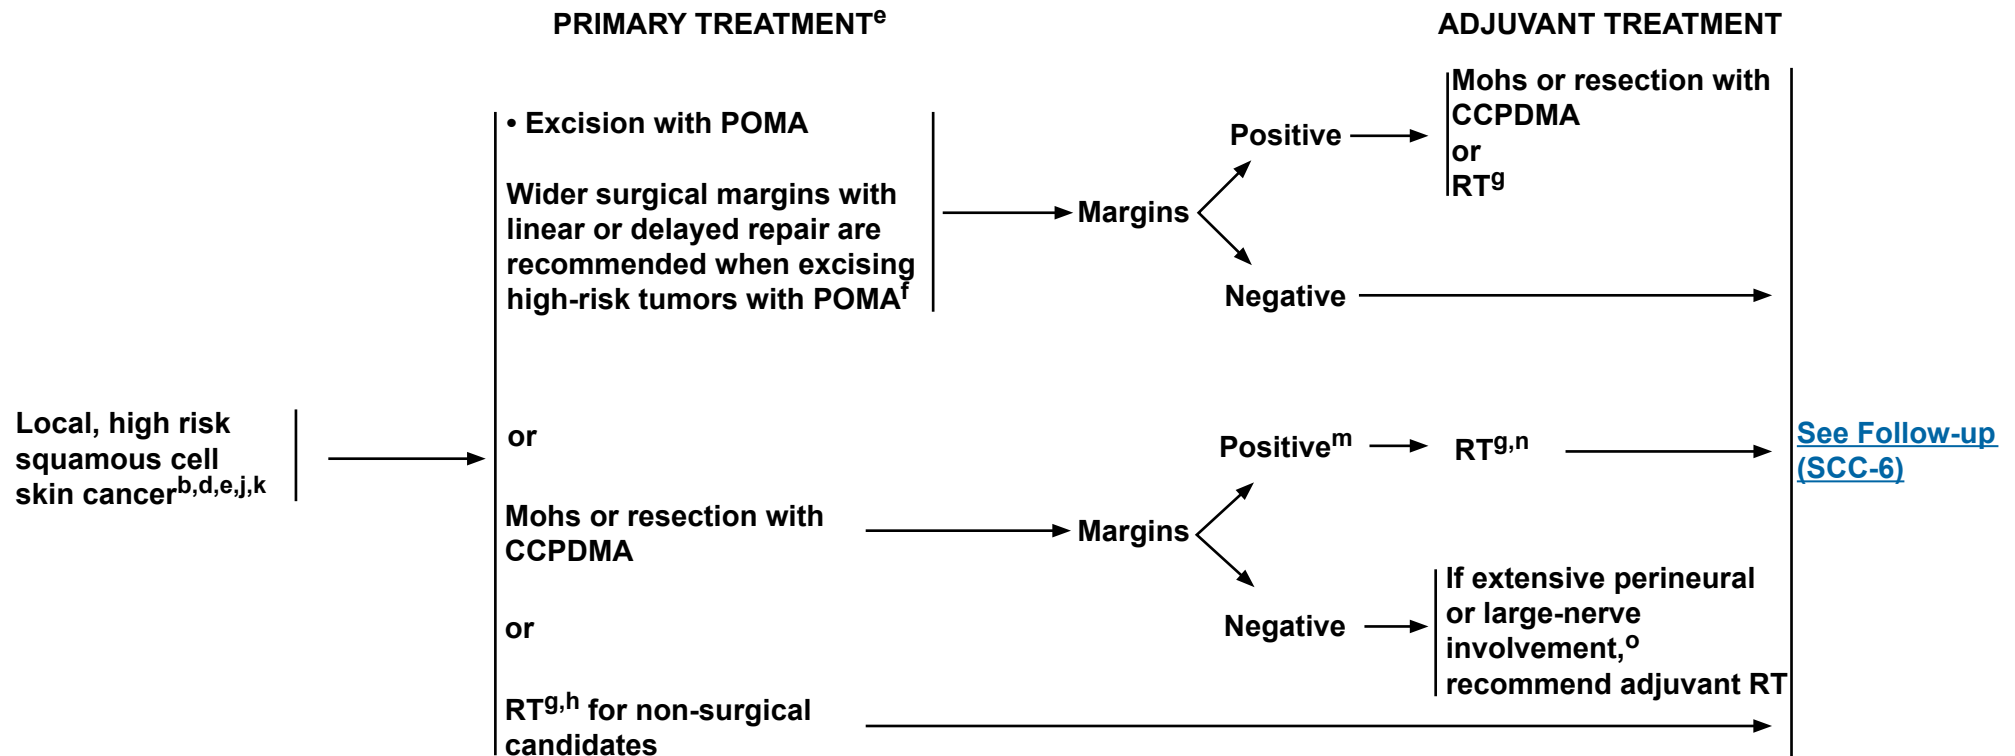 PRIMARY TREATMENTe
ADJUVANT TREATMENT
• Excision with POMA
Wider surgical margins with
linear or delayed repair are
recommended when excising
high-risk tumors with POMAf
Margins
Positive
Mohs or resection with
CCPDMA
or
RTg
Negative
Local, high risk
squamous cell
skin cancerb,d,e,j,k
or
Mohs or resection with
CCPDMA
Margins
Positivem
RTg,n
Negative
If extensive perineural
or large-nerve
involvement,o
recommend adjuvant RT
or
RTg,h for non-surgical
candidates
See Follow-up
(SCC-6)